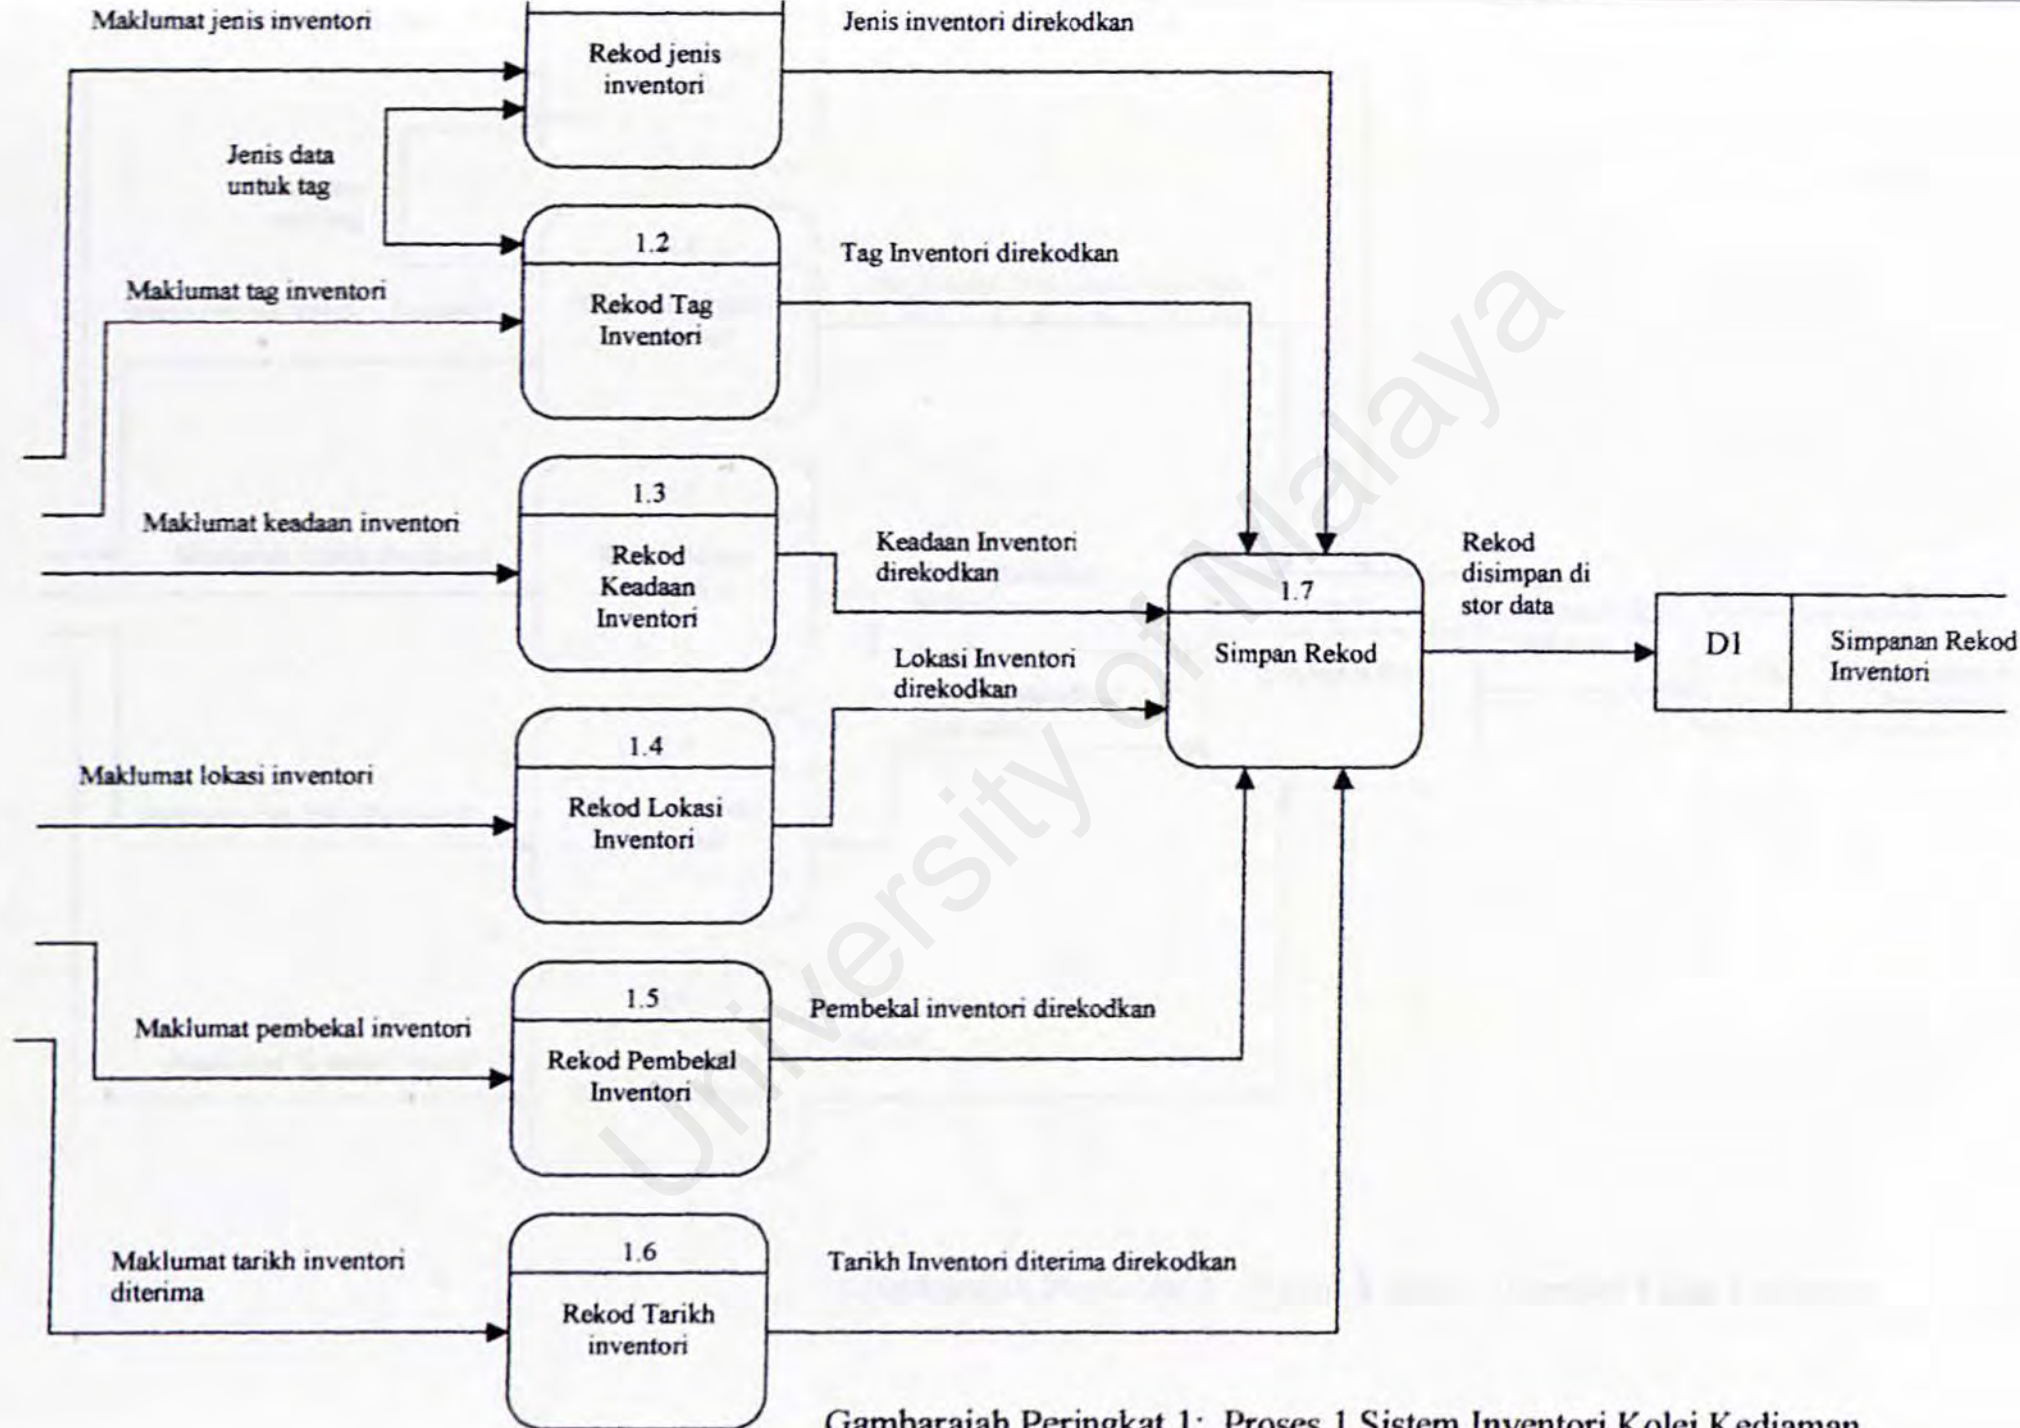 Maklumat jenis inventori
Rekod jenis
inventori
Jenis inventori direkodkan
Jenis data
untuk tag
1.2
Rekod Tag
Inventori
Tag Inventori direkodkan
Maklumat tag inventori
1.3
Rekod
Keadaan
Inventori
Maklumat keadaan inventori
Keadaan Inventori
direkodkan
1.7
Simpan Rekod
Rekod
disimpan di
stor data
D1
Simpanan Rekod
Inventori
Lokasi Inventori
direkodkan
1.4
Rekod Lokasi
Inventori
Maklumat lokasi inventori
1.5
Rekod Pembekal
Inventori
Maklumat pembekal inventori
Pembekal inventori direkodkan
1.6
Rekod Tarikh
inventori
Maklumat tarikh inventori
diterima
Tarikh Inventori diterima direkodkan
Gambarajah Peringkat 1: Proses 1 Sistem Inventori Kolej Kediaman
University of Malaya